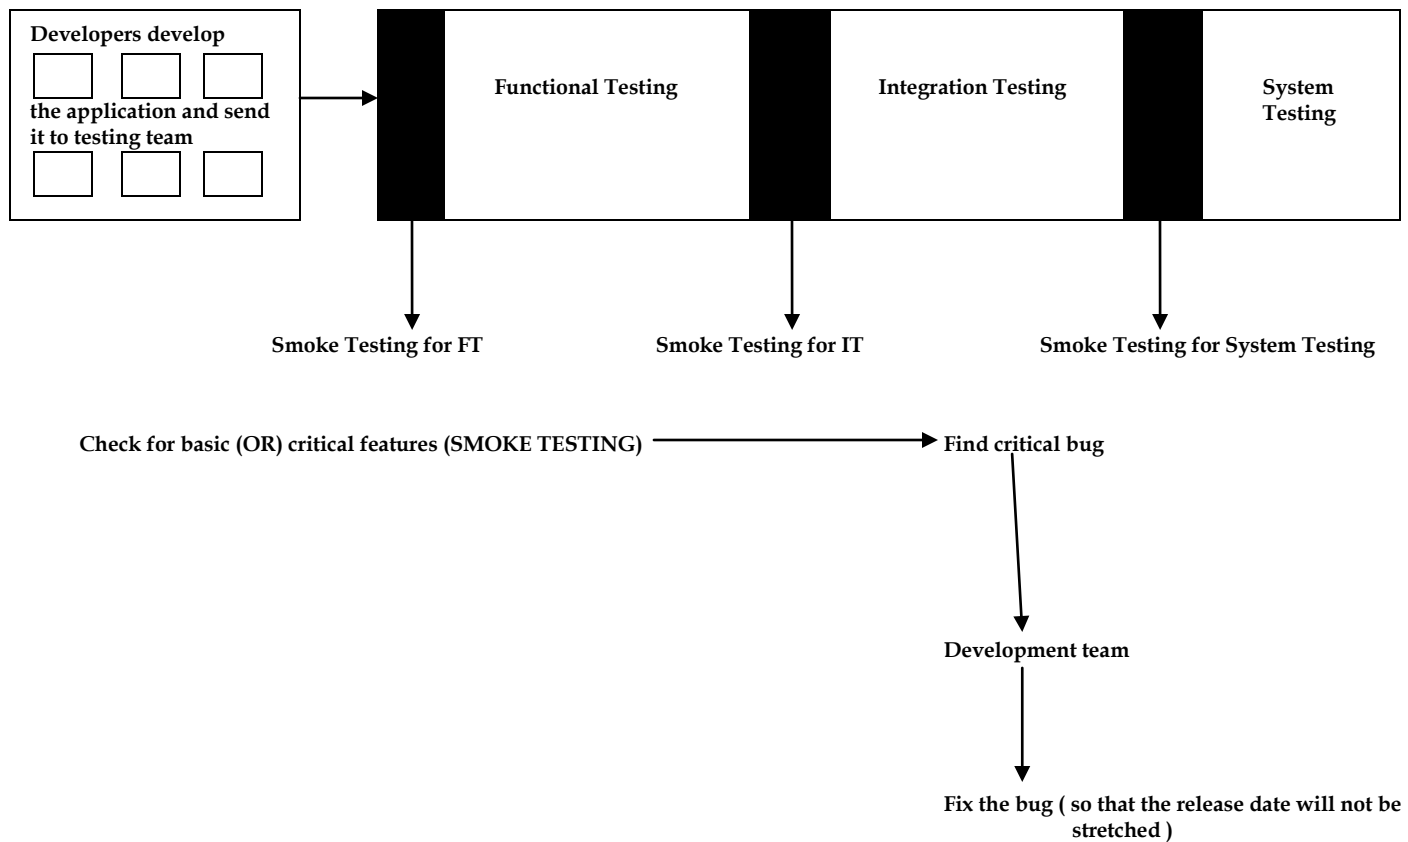 Developers develop
the application and send
it to testing team
Functional Testing
Integration Testing
System
Testing
Smoke Testing for FT
Smoke Testing for IT
Smoke Testing for System Testing
Check for basic (OR) critical features (SMOKE TESTING)
Find critical bug
Development team
Fix the bug ( so that the release date will not be
stretched )